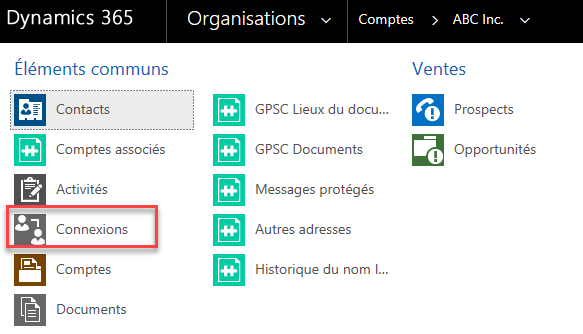 Dynamics 365 Organisations Comptes ABC Inc.
Éléments communs Ventes
Contacts GPSC Lieux du docu... Prospects
Comptes associés GPSC Documents Opportunités
Activités Messages protégés
Connexions Autres adresses
Comptes Historique du nom l...
Documents